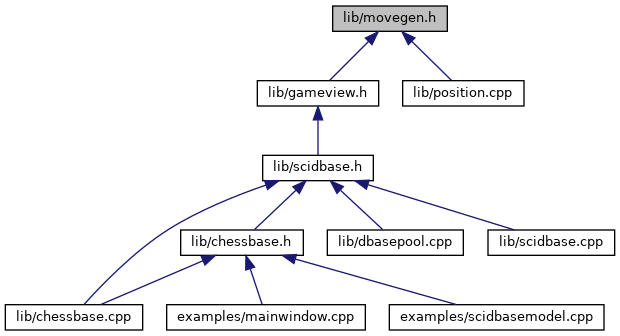 lib/movegen.h
lib/gameview.h
lib/position.cpp
lib/scidbase.h
lib/chessbase.h
lib/dbasepool.cpp
lib/scidbase.cpp
lib/chessbase.cpp
examples/mainwindow.cpp
examples/scidbasemodel.cpp